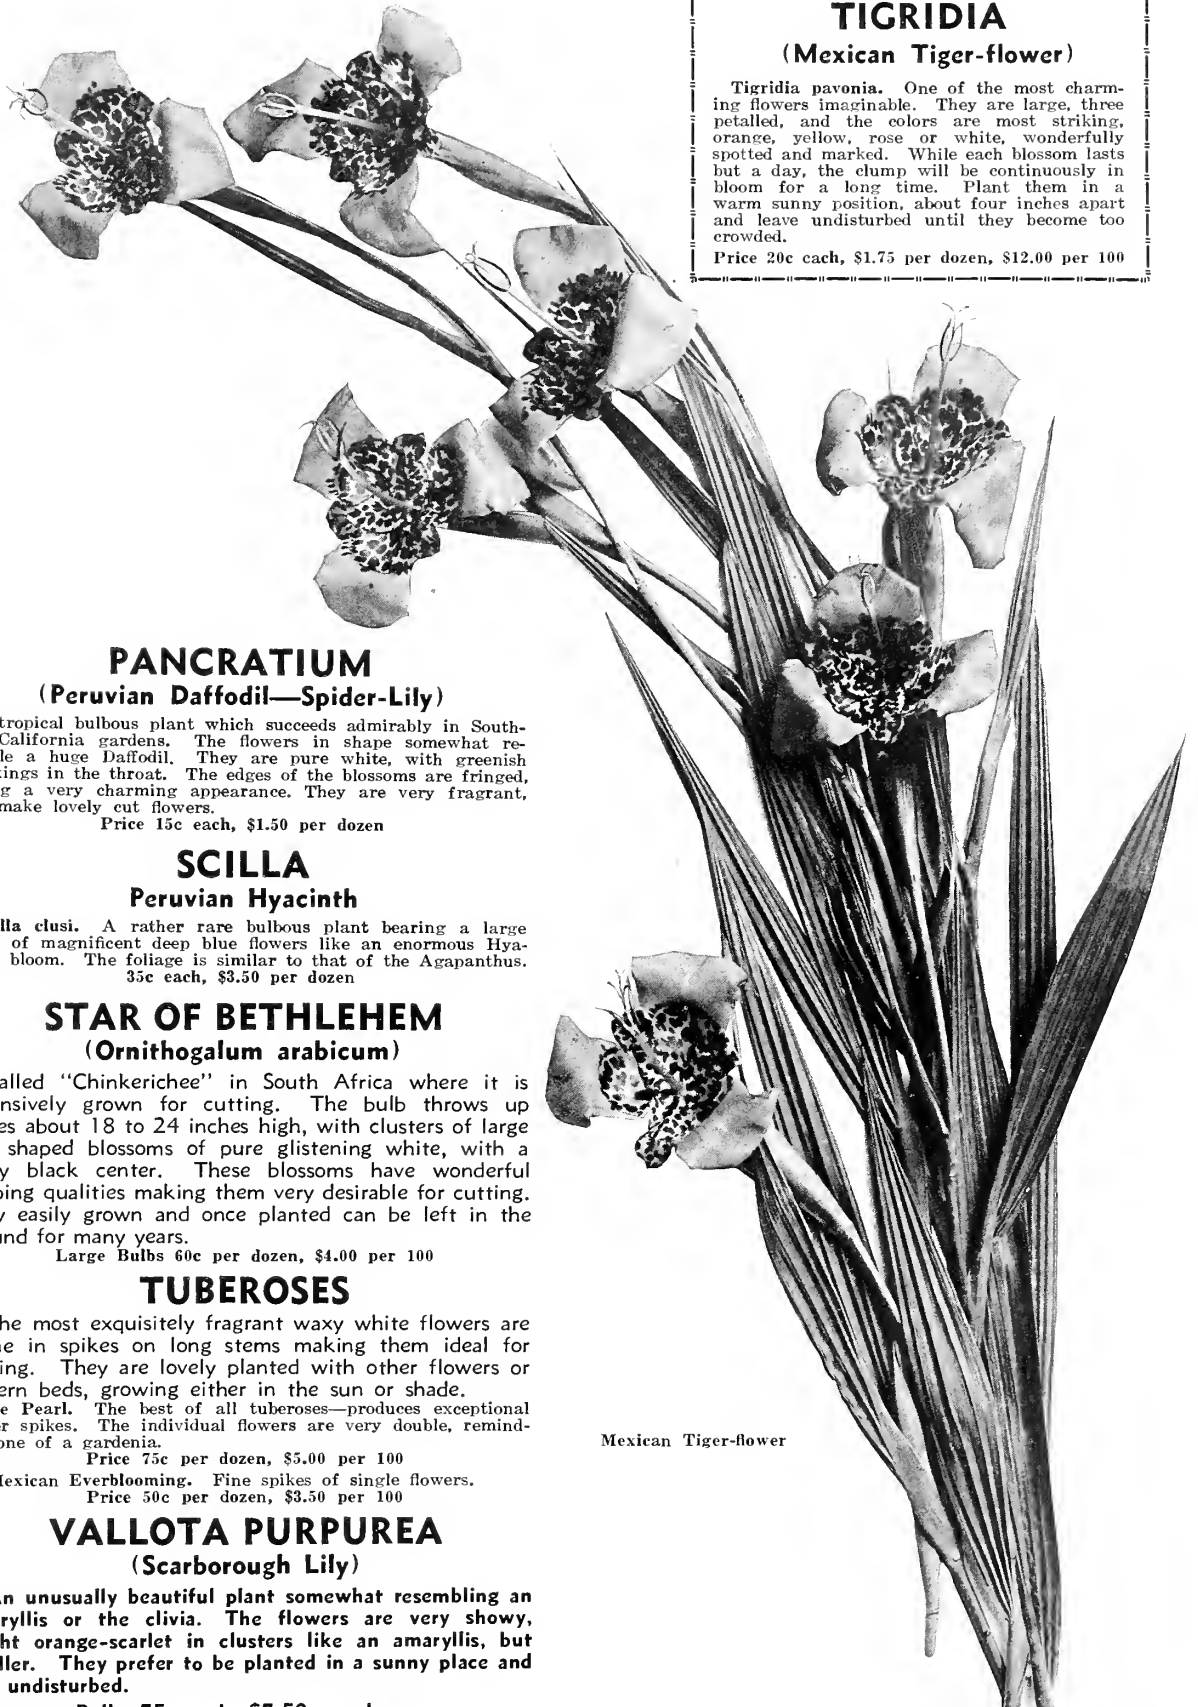 TIGRIDIA
(Mexican Tiger-flower)
Tigridia pavonia. One of the most charm-
ing flowers imaginable. They are large, three
petalled, and the colors are most striking,
orange, yellow, rose or white, wonderfully
spotted and marked. While each blossom lasts
but a day, the clump will be continuously in
bloom for a long time. Plant them in a
warm sunny position, about four inches apart
and leave undisturbed until they become too
crowded.
Price 20c each, $1.75 per dozen, $12.00 per 100
PANCRATIUM
(Peruvian Daffodil—Spider-Lily)
tropical bulbous plant which succeeds admirably in South-
California gardens. The flowers in shape somewhat re-
le a huge Daffodil. They are pure white, with greenish
ings in the throat. The edges of the blossoms are fringed,
g a very charming appearance. They are very fragrant,
make lovely cut flowers.
Price 15c each, $1.50 per dozen
SCILLA
Peruvian Hyacinth
lla clusi. A rather rare bulbous plant bearing a large
of magnificent deep blue flowers like an enormous Hya-
bloom. The foliage is similar to that of the Agapanthus.
35c each, $3.50 per dozen
STAR OF BETHLEHEM
(Ornithogalum arabicum)
alled "Chinkerichee" in South Africa where it is
nsively grown for cutting. The bulb throws up
es about 18 to 24 inches high, with clusters of large
shaped blossoms of pure glistening white, with a
y black center. These blossoms have wonderful
ping qualities making them very desirable for cutting.
y easily grown and once planted can be left in the
und for many years.
Large Bulbs 60c per dozen, $4.00 per 100
TUBEROSES
he most exquisitely fragrant waxy white flowers are
e in spikes on long stems making them ideal for
ing. They are lovely planted with other flowers or
ern beds, growing either in the sun or shade.
e Pearl. The best of all tuberoses—produces exceptional
r spikes. The individual flowers are very double, remind-
one of a gardenia.
Price 75c per dozen, $5.00 per 100
lexican Everblooming. Fine spikes of single flowers.
Price 50c per dozen, $3.50 per 100
Mexican Tiger-flower
VALLOTA PURPUREA
(Scarborough Lily)
n unusually beautiful plant somewhat resembling an
ryllis or the clivia. The flowers are very showy,
ht orange-scarlet in clusters like an amaryllis, but
ller. They prefer to be planted in a sunny place and
undisturbed.